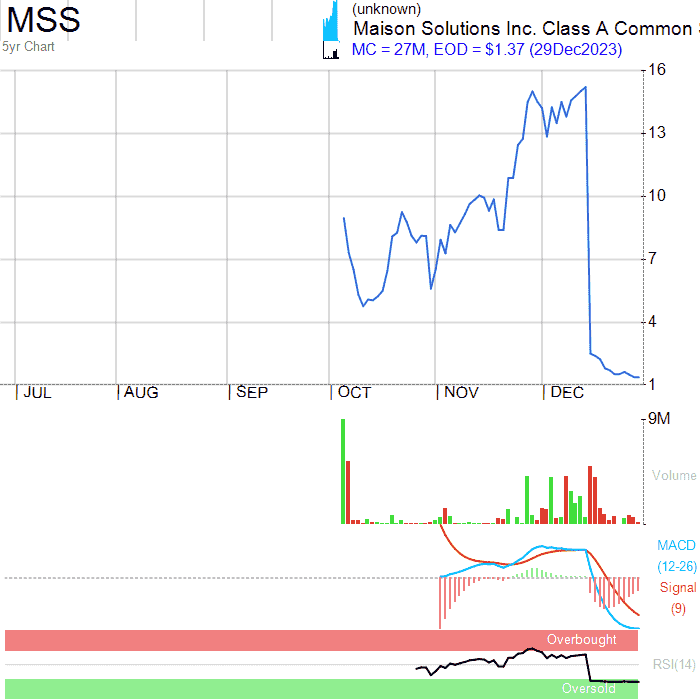 MSS
(unknown)
Maison Solutions Inc. Class A Common
5yr Chart
MC = 27M, EOD = $1.37 (29Dec2023)
16
13
10
7
4
1
JUL AUG SEP OCT NOV DEC
9M
Volume
MACD
(12-26)
Signal
(9)
Overbought
RSI(14)
Oversold